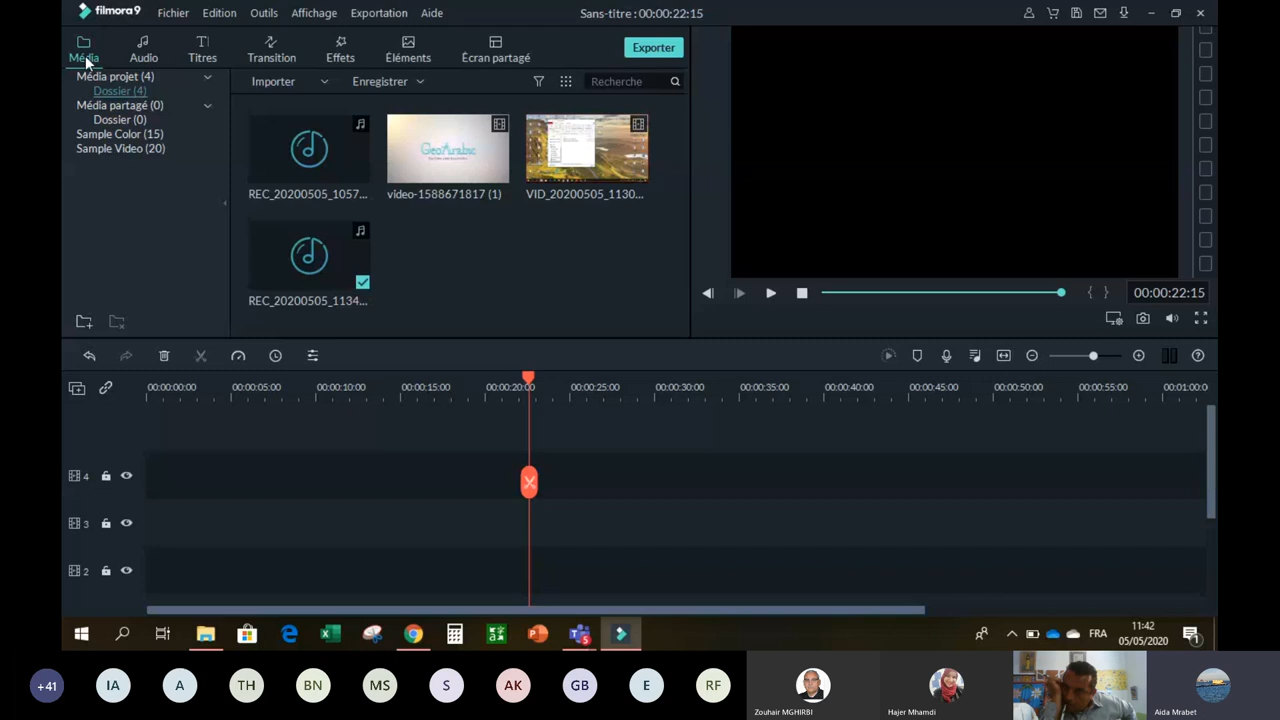 filmora9 Fichier Edition Outils Affichage Exportation Aide Sans-titre : 00:00:22:15
Média Audio Titres Transition Effets Éléments Écran partagé Exporter
Média projet (4) Importer Enregistrer Recherche
Dossier (4)
Média partagé (0)
Dossier (0)
Sample Color (15)
Sample Video (20)
GeoArabic
REC_20200505_1057... video-1588671817 (1) VID_20200505_1130...
REC_20200505_1134...
00:00:22:15
00:00:00:00 00:00:05:00 00:00:10:00 00:00:15:00 00:00:20:00 00:00:25:00 00:00:30:00 00:00:35:00 00:00:40:00 00:00:45:00 00:00:50:00 00:00:55:00 00:01:00:0
4
3
2
FRA 11:42
05/05/2020
+41 IA A TH BN MS S AK GB E RF
Zouhair MGHIRBI Hajer Mhamdi Aida Mrabet